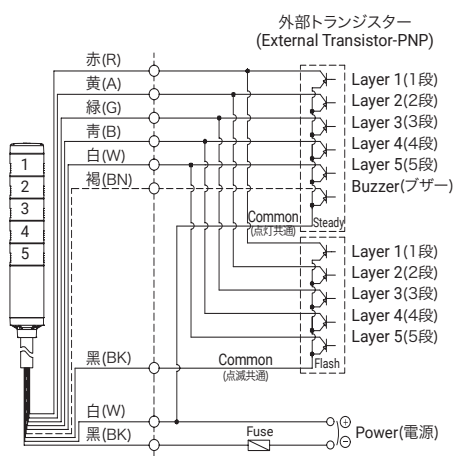 外部トランジスター
(External Transistor-PNP)
赤(R)
黄(A)
緑(G)
青(B)
白(W)
褐(BN)
Layer 1(1段)
Layer 2(2段)
Layer 3(3段)
Layer 4(4段)
Layer 5(5段)
Buzzer(ブザー)
1
2
3
4
5
Common
(点灯共通)
Steady
Layer 1(1段)
Layer 2(2段)
Layer 3(3段)
Layer 4(4段)
Layer 5(5段)
黒(BK)
Common
(点滅共通)
Flash
白(W)
黒(BK)
Fuse
⊕
⊖
Power(電源)